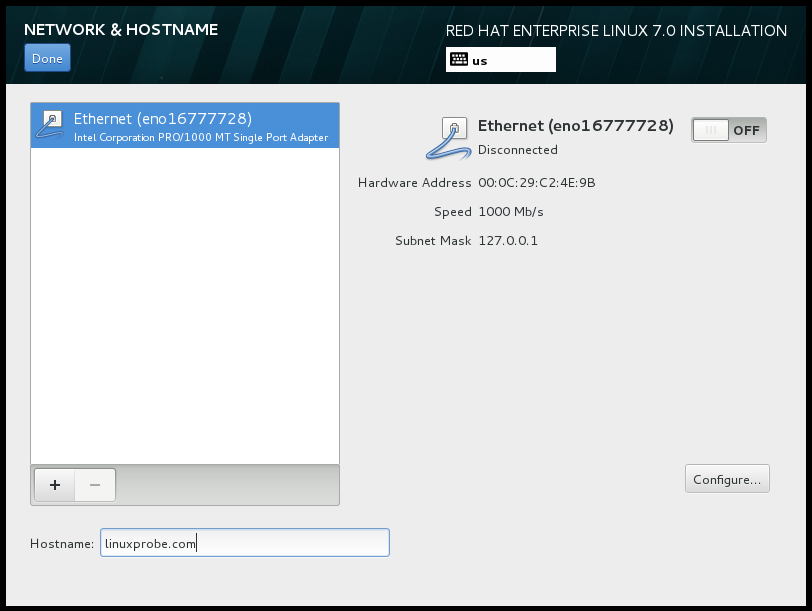 NETWORK & HOSTNAME
Done
RED HAT ENTERPRISE LINUX 7.0 INSTALLATION
us
Ethernet (eno16777728)
Intel Corporation PRO/1000 MT Single Port Adapter
Ethernet (eno16777728)
OFF
Disconnected
Hardware Address 00:0C:29:C2:4E:9B
Speed 1000 Mb/s
Subnet Mask 127.0.0.1
+ −
Configure...
Hostname: linuxprobe.com